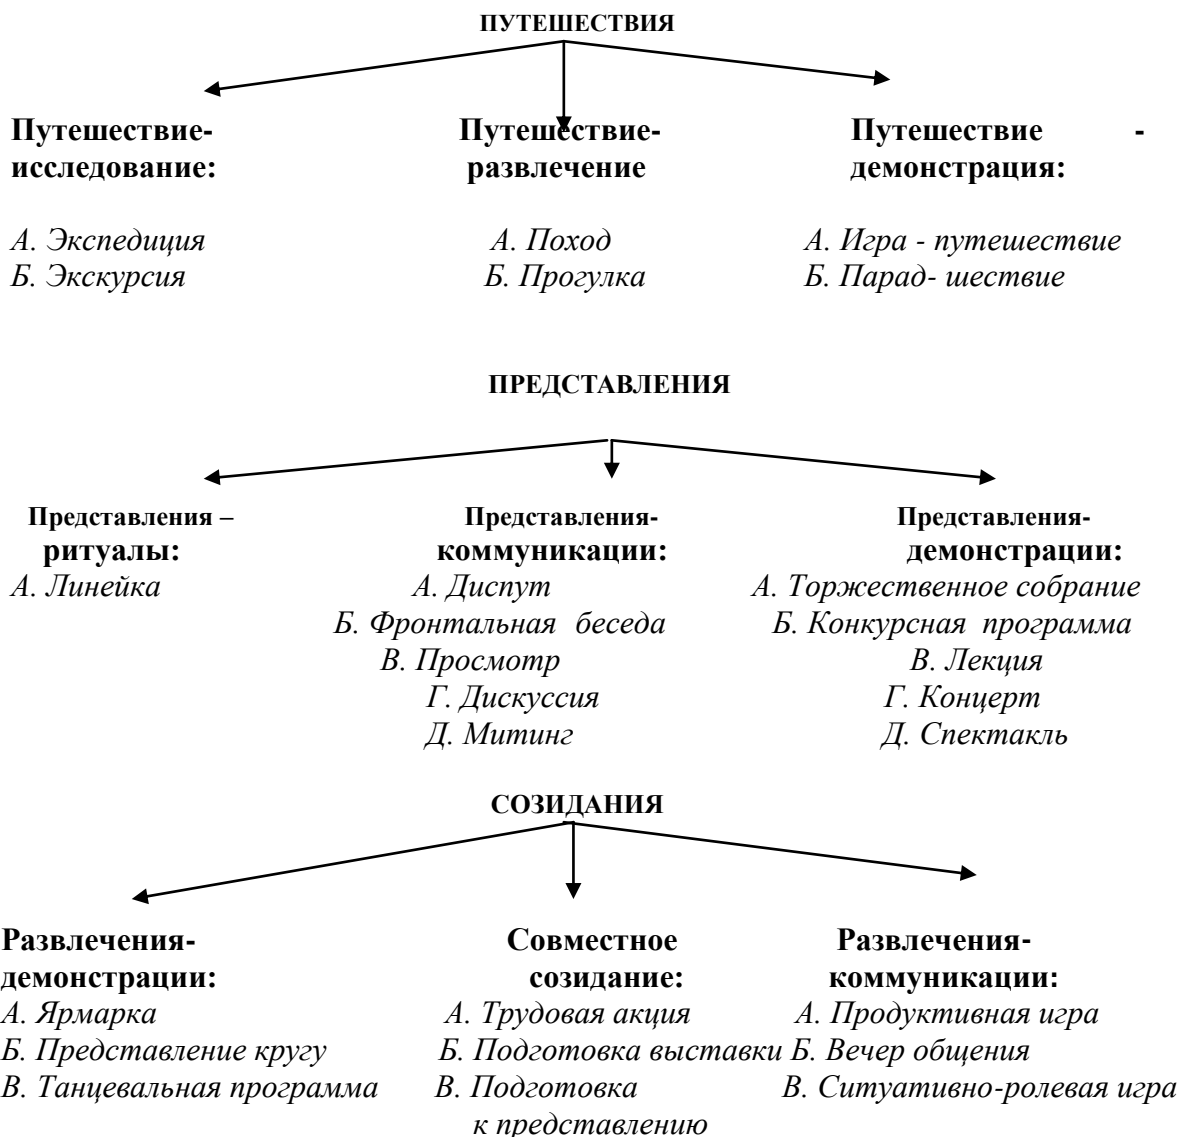 ПУТЕШЕСТВИЯ
Путешествие- Путешествие- Путешествие -
исследование: развлечение демонстрация:
А. Экспедиция А. Поход А. Игра - путешествие
Б. Экскурсия Б. Прогулка Б. Парад- шествие
ПРЕДСТАВЛЕНИЯ
Представления – Представления- Представления-
ритуалы: коммуникации: демонстрации:
А. Линейка А. Диспут А. Торжественное собрание
Б. Фронтальная беседа Б. Конкурсная программа
В. Просмотр В. Лекция
Г. Дискуссия Г. Концерт
Д. Митинг Д. Спектакль
СОЗИДАНИЯ
Развлечения- Совместное Развлечения-
демонстрации: созидание: коммуникации:
А. Ярмарка А. Трудовая акция А. Продуктивная игра
Б. Представление кругу Б. Подготовка выставки Б. Вечер общения
В. Танцевальная программа В. Подготовка В. Ситуативно-ролевая игра
к представлению